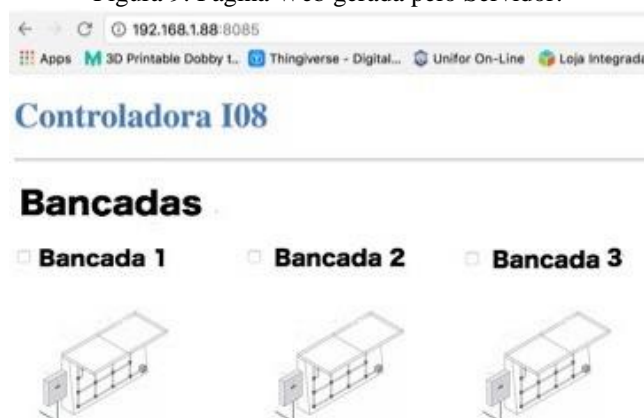 Figura 9: Página Web gerada pelo Servidor.
192.168.1.88:8085
Apps M 3D Printable Dobby t... Thingiverse - Digital... Unifor On-Line Loja Integrada
Controladora I08
Bancadas
Bancada 1 Bancada 2 Bancada 3